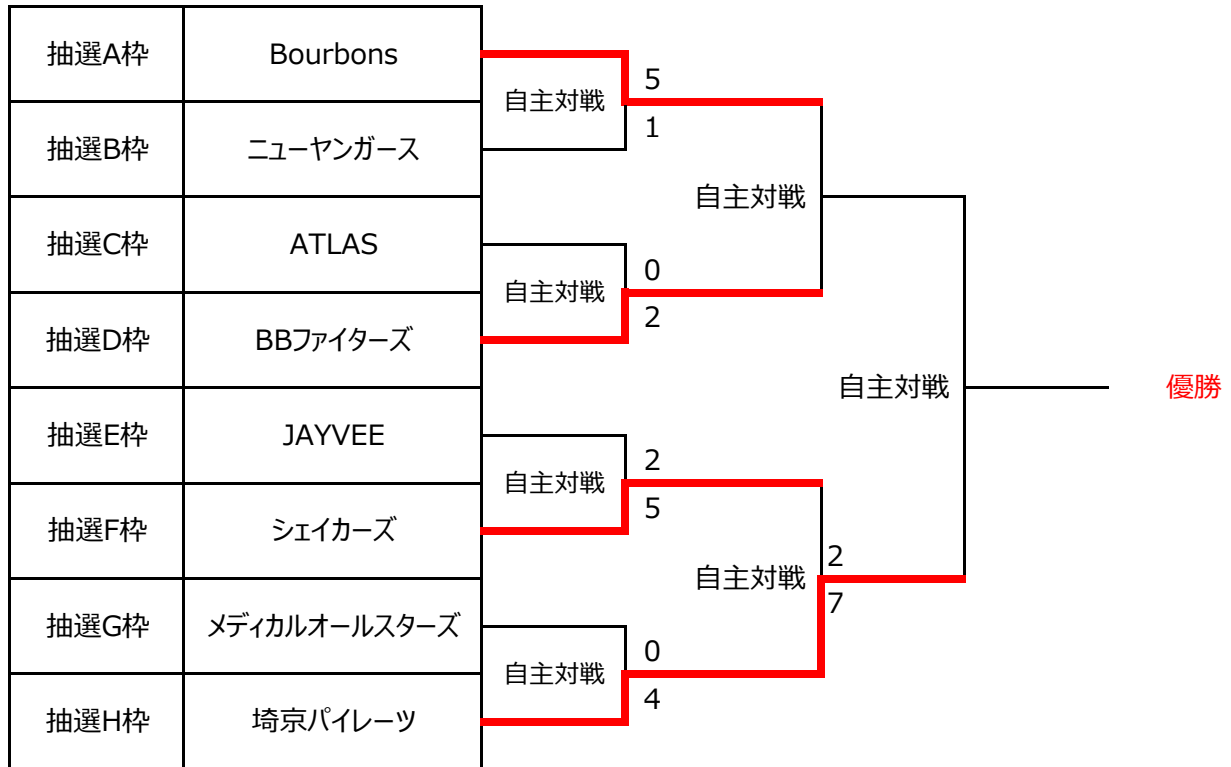 抽選A枠 Bourbons
自主対戦 5
1
抽選B枠 ニューヤンガース
自主対戦
抽選C枠 ATLAS
自主対戦 0
2
抽選D枠 BBファイターズ
自主対戦 優勝
抽選E枠 JAYVEE
自主対戦 2
5
抽選F枠 シェイカーズ
自主対戦 2
7
抽選G枠 メディカルオールスターズ
自主対戦 0
4
抽選H枠 埼京パイレーツ